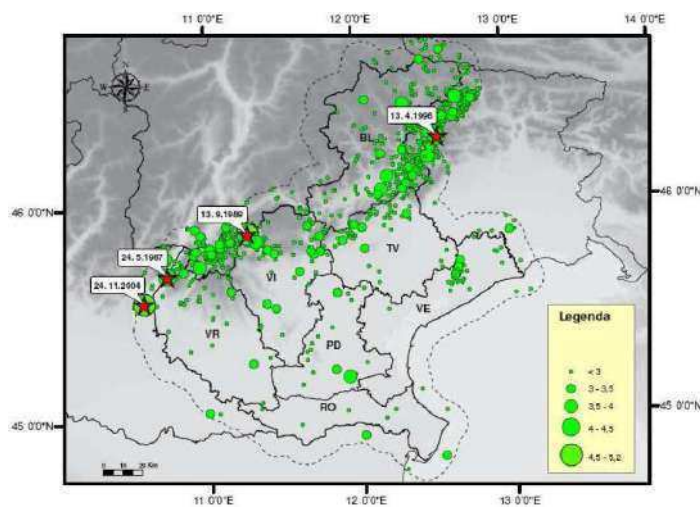 11 0'0"E 12 0'0"E 13 0'0"E 14 0'0"E
N
W E
S
13. 4.1996
BL
46 0'0"N 46 0'0"N
13. 9.1989
TV
24. 5.1987
VI
24. 11.2004
VE
Legenda
VR
PD
< 3
3 - 3,5
RO
3,5 - 4
45 0'0"N 45 0'0"N
4 - 4,5
4,5 - 5,2
11 0'0"E 12 0'0"E 13 0'0"E